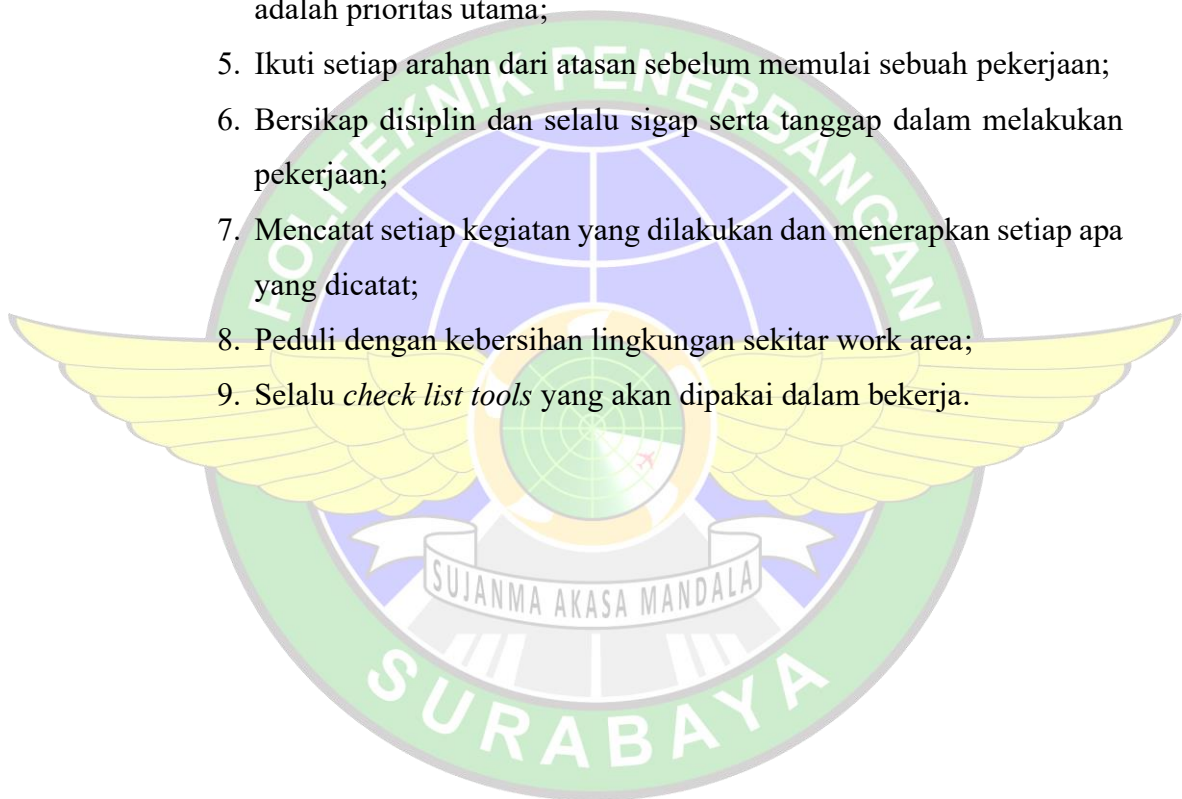 adalah prioritas utama;
5. Ikuti setiap arahan dari atasan sebelum memulai sebuah pekerjaan;
6. Bersikap disiplin dan selalu sigap serta tanggap dalam melakukan
pekerjaan;
7. Mencatat setiap kegiatan yang dilakukan dan menerapkan setiap apa
yang dicatat;
8. Peduli dengan kebersihan lingkungan sekitar work area;
9. Selalu check list tools yang akan dipakai dalam bekerja.
POLITEKNIK PENERBANGAN
SUJANMA AKASA MANDALA
SURABAYA